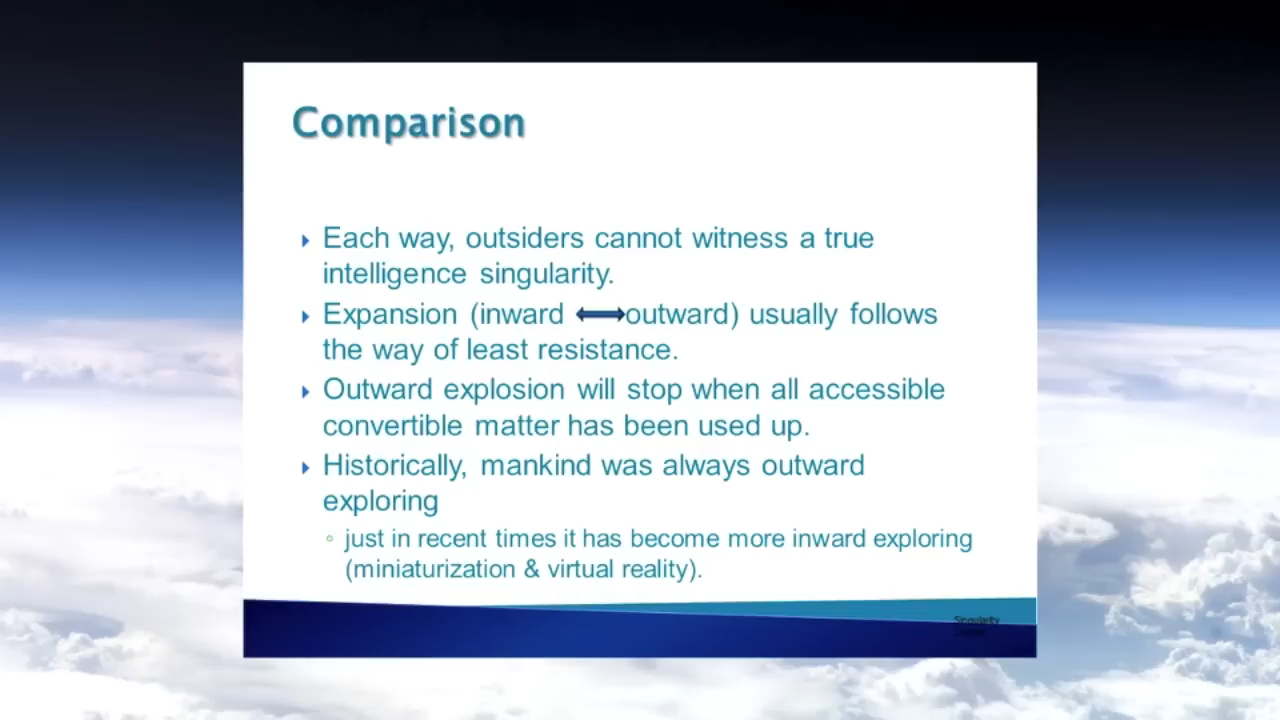 Comparison
Each way, outsiders cannot witness a true
intelligence singularity.
Expansion (inward ⟷outward) usually follows
the way of least resistance.
Outward explosion will stop when all accessible
convertible matter has been used up.
Historically, mankind was always outward
exploring
just in recent times it has become more inward exploring
(miniaturization & virtual reality).
Singularity